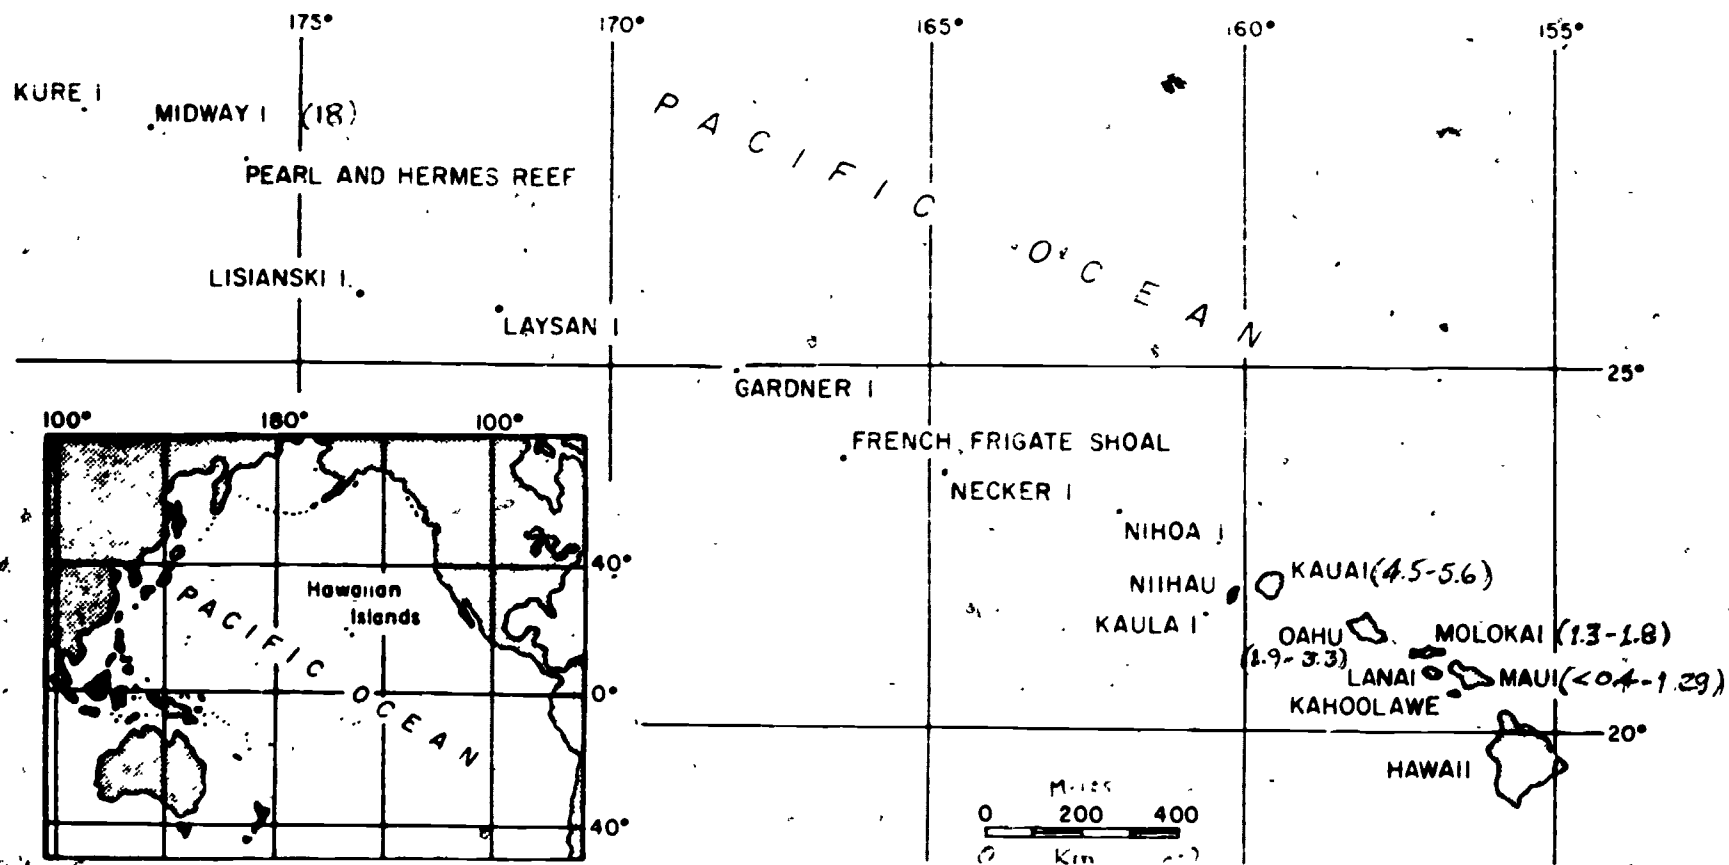 175° 170° 165° 160° 155°
KURE I
MIDWAY I (18)
PEARL AND HERMES REEF
PACIFIC OCEAN
LISIANSKI I.
LAYSAN I
25°
GARDNER I
100° 180° 100°
FRENCH FRIGATE SHOAL
NECKER I
NIHOA I
40°
Hawaiian
Islands
PACIFIC OCEAN
0°
40°
NIIHAU
KAUAI (4.5-5.6)
KAULA I
OAHU
(1.9-3.3)
MOLOKAI (1.3-1.8)
LANAI
MAUI (<0.4-1.29)
KAHOOLAWE
20°
HAWAII
0 200 400
0 Km